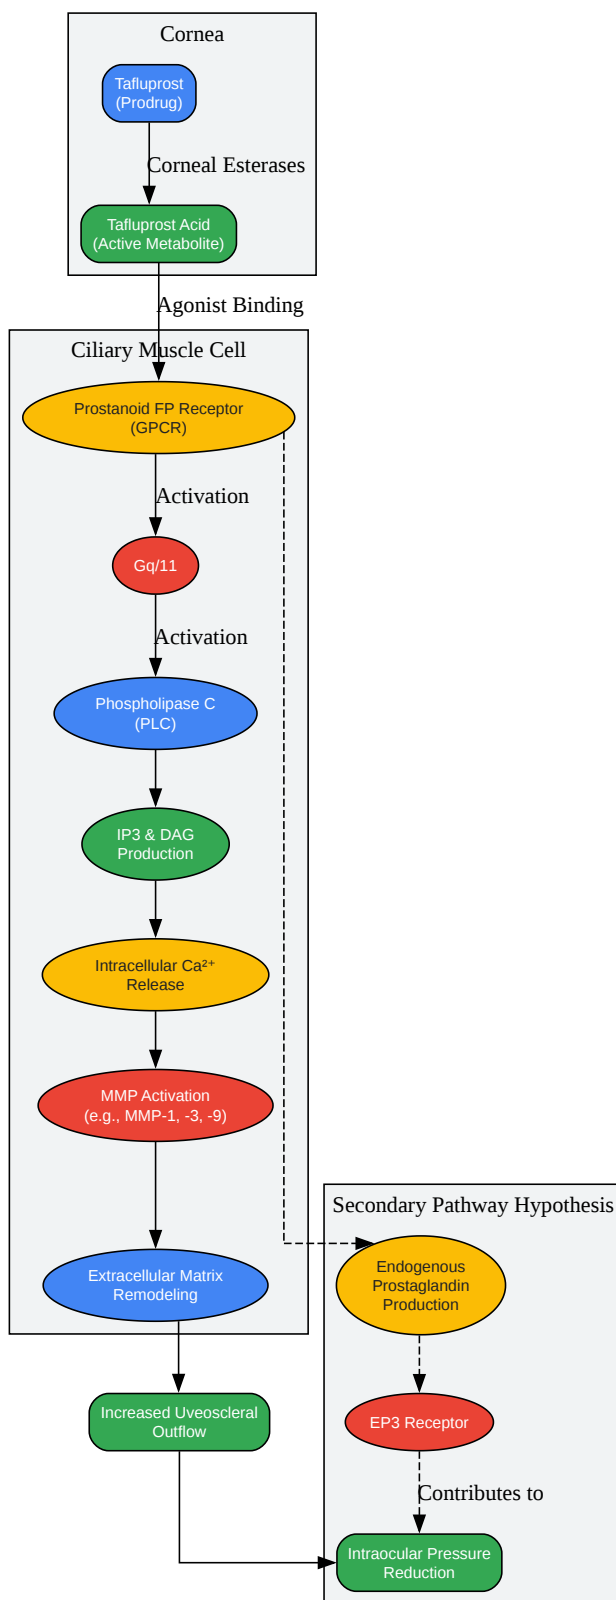 Cornea
Tafluprost
(Prodrug)
Corneal Esterases
Tafluprost Acid
(Active Metabolite)
Agonist Binding
Ciliary Muscle Cell
Prostanoid FP Receptor
(GPCR)
Activation
Gq/11
Activation
Phospholipase C
(PLC)
IP3 & DAG
Production
Intracellular Ca²⁺
Release
MMP Activation
(e.g., MMP-1, -3, -9)
Extracellular Matrix
Remodeling
Increased Uveoscleral
Outflow
Secondary Pathway Hypothesis
Endogenous
Prostaglandin
Production
EP3 Receptor
Contributes to
Intraocular Pressure
Reduction